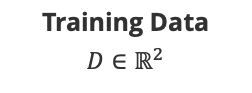 Training Data
D ∈ ℝ²